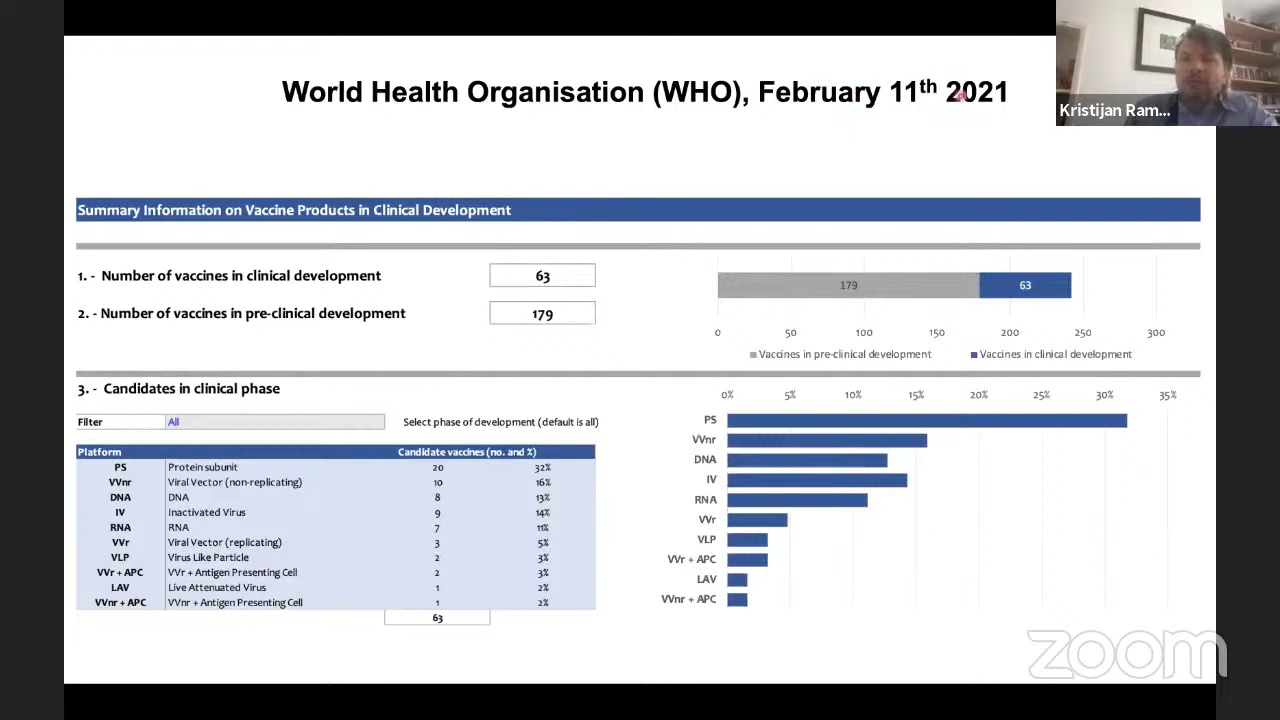 World Health Organisation (WHO), February 11th 2021
Kristijan Ram...
Summary Information on Vaccine Products in Clinical Development
1. - Number of vaccines in clinical development 63
2. - Number of vaccines in pre-clinical development 179
179 63
0 50 100 150 200 250 300
Vaccines in pre-clinical development Vaccines in clinical development
3. - Candidates in clinical phase
Filter All Select phase of development (default is all)
Platform Candidate vaccines (no. and %)
PS Protein subunit 20 32%
VVnr Viral Vector (non-replicating) 10 16%
DNA DNA 8 13%
IV Inactivated Virus 9 14%
RNA RNA 7 11%
VVr Viral Vector (replicating) 3 5%
VLP Virus Like Particle 2 3%
VVr + APC VVr + Antigen Presenting Cell 2 3%
LAV Live Attenuated Virus 1 2%
VVnr + APC VVnr + Antigen Presenting Cell 1 2%
63
0% 5% 10% 15% 20% 25% 30% 35%
PS
VVnr
DNA
IV
RNA
VVr
VLP
VVr + APC
LAV
VVnr + APC
zoom